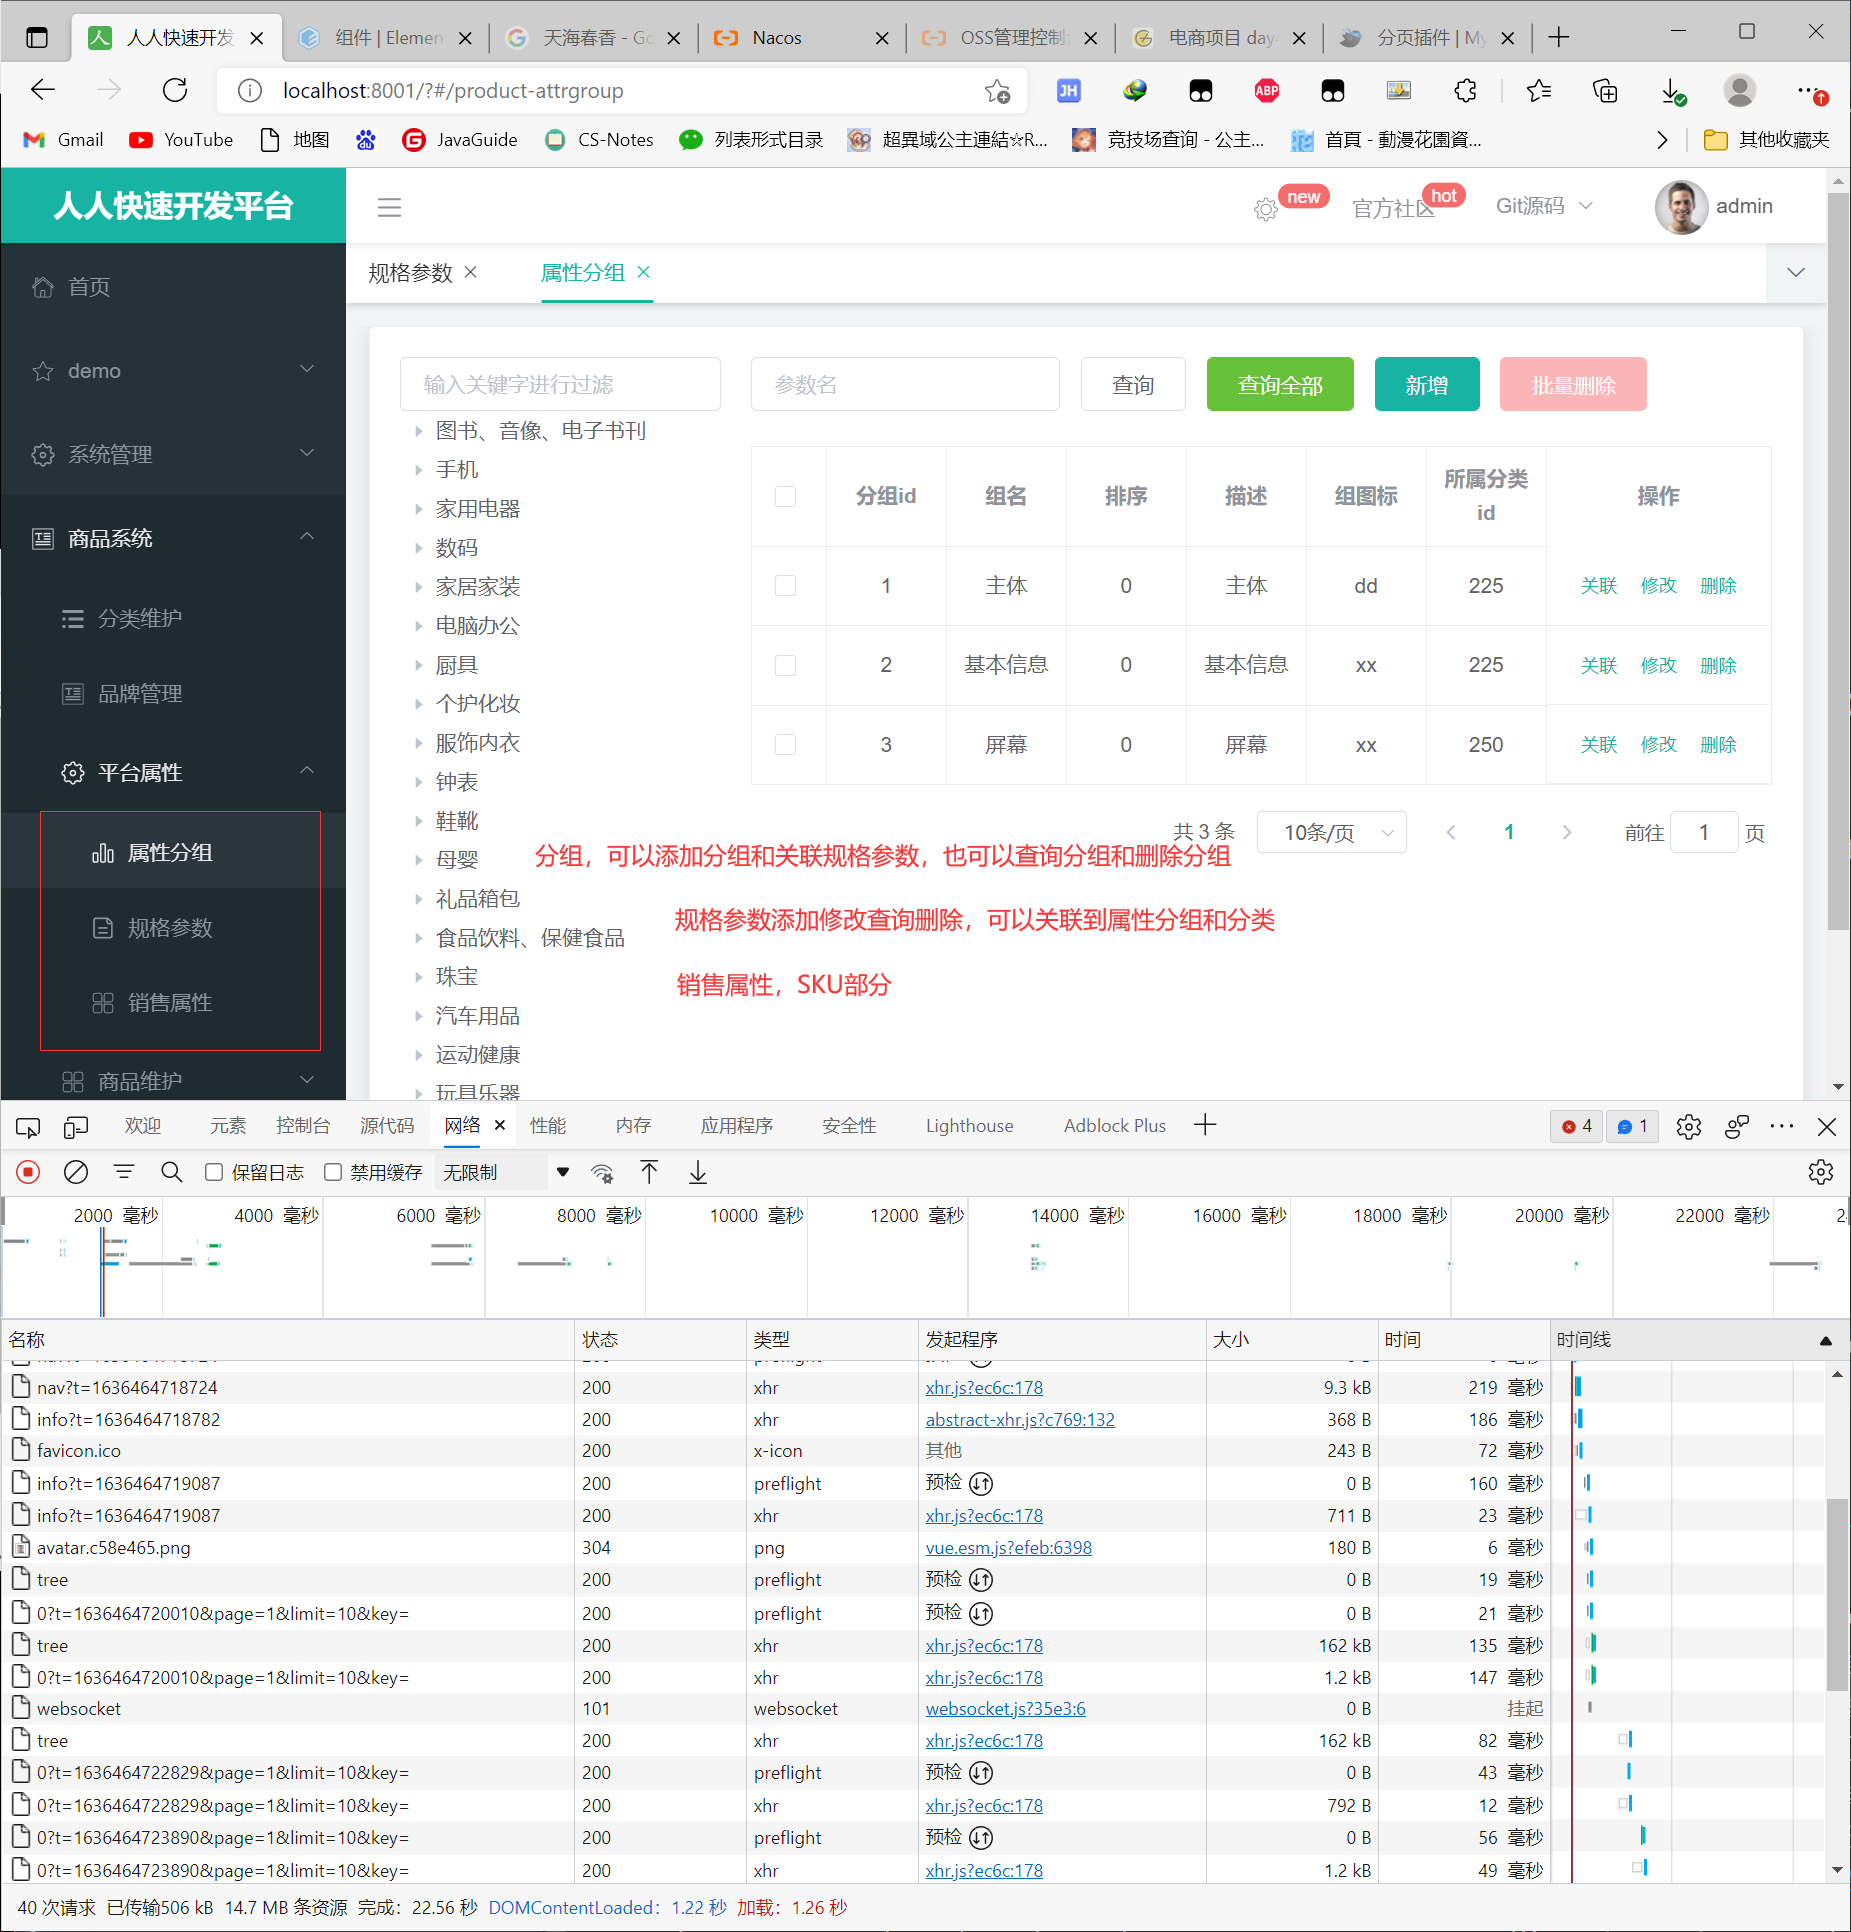 人人快速开发
组件 | Elemen
天海春香 - Go
Nacos
OSS管理控制台
电商项目 day
分页插件 | My
localhost:8001/?#/product-attrgroup
JH
ABP
Gmail
YouTube
地图
du
JavaGuide
CS-Notes
列表形式目录
超異域公主連結☆R...
竞技场查询 - 公主...
首頁 - 動漫花園資...
其他收藏夹
人人快速开发平台
new
官方社区
hot
Git源码
admin
规格参数
属性分组
首页
demo
系统管理
商品系统
分类维护
品牌管理
平台属性
属性分组
规格参数
销售属性
商品维护
输入关键字进行过滤
图书、音像、电子书刊
手机
家用电器
数码
家居家装
电脑办公
厨具
个护化妆
服饰内衣
钟表
鞋靴
母婴
礼品箱包
食品饮料、保健食品
珠宝
汽车用品
运动健康
玩具乐器
参数名
查询
查询全部
新增
批量删除
分组id 组名 排序 描述 组图标 所属分类id 操作
1 主体 0 主体 dd 225 关联 修改 删除
2 基本信息 0 基本信息 xx 225 关联 修改 删除
3 屏幕 0 屏幕 xx 250 关联 修改 删除
共 3 条 10条/页 1 前往 1 页
分组，可以添加分组和关联规格参数，也可以查询分组和删除分组
规格参数添加修改查询删除，可以关联到属性分组和分类
销售属性，SKU部分
欢迎 元素 控制台 源代码 网络 性能 内存 应用程序 安全性 Lighthouse Adblock Plus 4 1
保留日志 禁用缓存 无限制
2000 毫秒 4000 毫秒 6000 毫秒 8000 毫秒 10000 毫秒 12000 毫秒 14000 毫秒 16000 毫秒 18000 毫秒 20000 毫秒 22000 毫秒
名称 状态 类型 发起程序 大小 时间 时间线
nav?t=1636464718724 200 xhr xhr.js?ec6c:178 9.3 kB 219 毫秒
info?t=1636464718782 200 xhr abstract-xhr.js?c769:132 368 B 186 毫秒
favicon.ico 200 x-icon 其他 243 B 72 毫秒
info?t=1636464719087 200 preflight 预检 0 B 160 毫秒
info?t=1636464719087 200 xhr xhr.js?ec6c:178 711 B 23 毫秒
avatar.c58e465.png 304 png vue.esm.js?efeb:6398 180 B 6 毫秒
tree 200 preflight 预检 0 B 19 毫秒
0?t=1636464720010&page=1&limit=10&key= 200 preflight 预检 0 B 21 毫秒
tree 200 xhr xhr.js?ec6c:178 162 kB 135 毫秒
0?t=1636464720010&page=1&limit=10&key= 200 xhr xhr.js?ec6c:178 1.2 kB 147 毫秒
websocket 101 websocket websocket.js?35e3:6 0 B 挂起
tree 200 xhr xhr.js?ec6c:178 162 kB 82 毫秒
0?t=1636464722829&page=1&limit=10&key= 200 preflight 预检 0 B 43 毫秒
0?t=1636464722829&page=1&limit=10&key= 200 xhr xhr.js?ec6c:178 792 B 12 毫秒
0?t=1636464723890&page=1&limit=10&key= 200 preflight 预检 0 B 56 毫秒
0?t=1636464723890&page=1&limit=10&key= 200 xhr xhr.js?ec6c:178 1.2 kB 49 毫秒
40 次请求 已传输506 kB 14.7 MB 条资源 完成：22.56 秒 DOMContentLoaded：1.22 秒 加载：1.26 秒